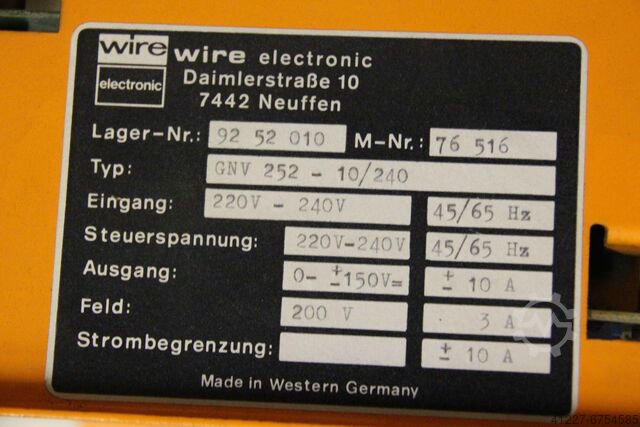 wire wire electronic
electronic Daimlerstraße 10
7442 Neuffen
Lager-Nr.: 92 52 010 M-Nr.: 76 516
Typ: GNV 252 - 10/240
Eingang: 220V - 240V 45/65 Hz
Steuerspannung: 220V-240V 45/65 Hz
Ausgang: 0- ±150V= ± 10 A
Feld: 200 V 3 A
Strombegrenzung: ± 10 A
Made in Western Germany
41227-6754585